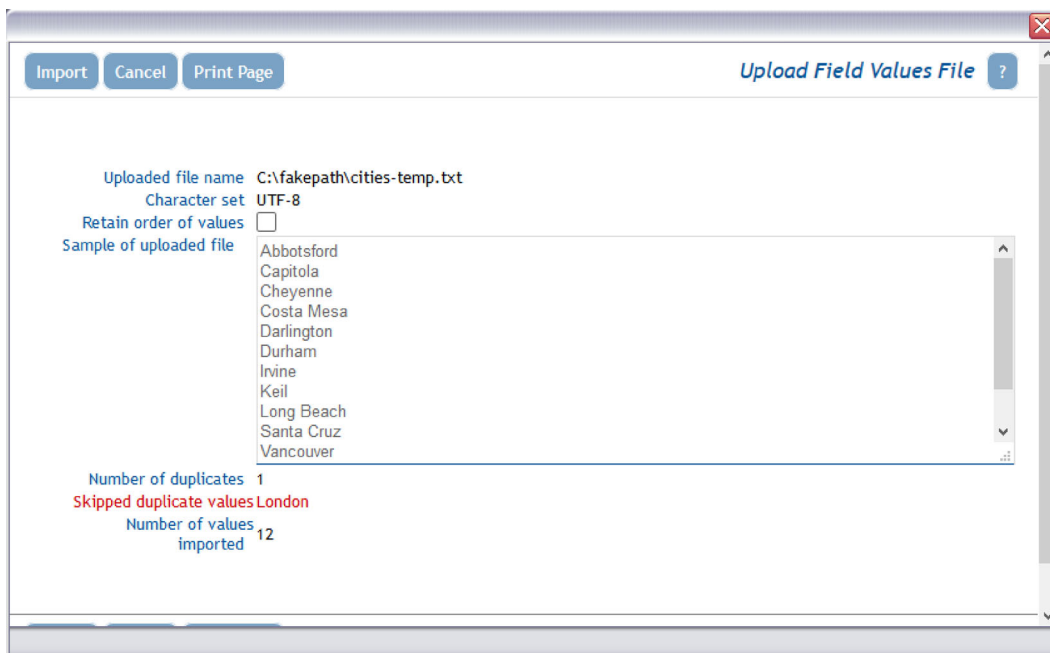 Import Cancel Print Page Upload Field Values File ?
Uploaded file name C:\fakepath\cities-temp.txt
Character set UTF-8
Retain order of values
Sample of uploaded file
Abbotsford
Capitola
Cheyenne
Costa Mesa
Darlington
Durham
Irvine
Keil
Long Beach
Santa Cruz
Vancouver
Number of duplicates 1
Skipped duplicate values London
Number of values
imported 12